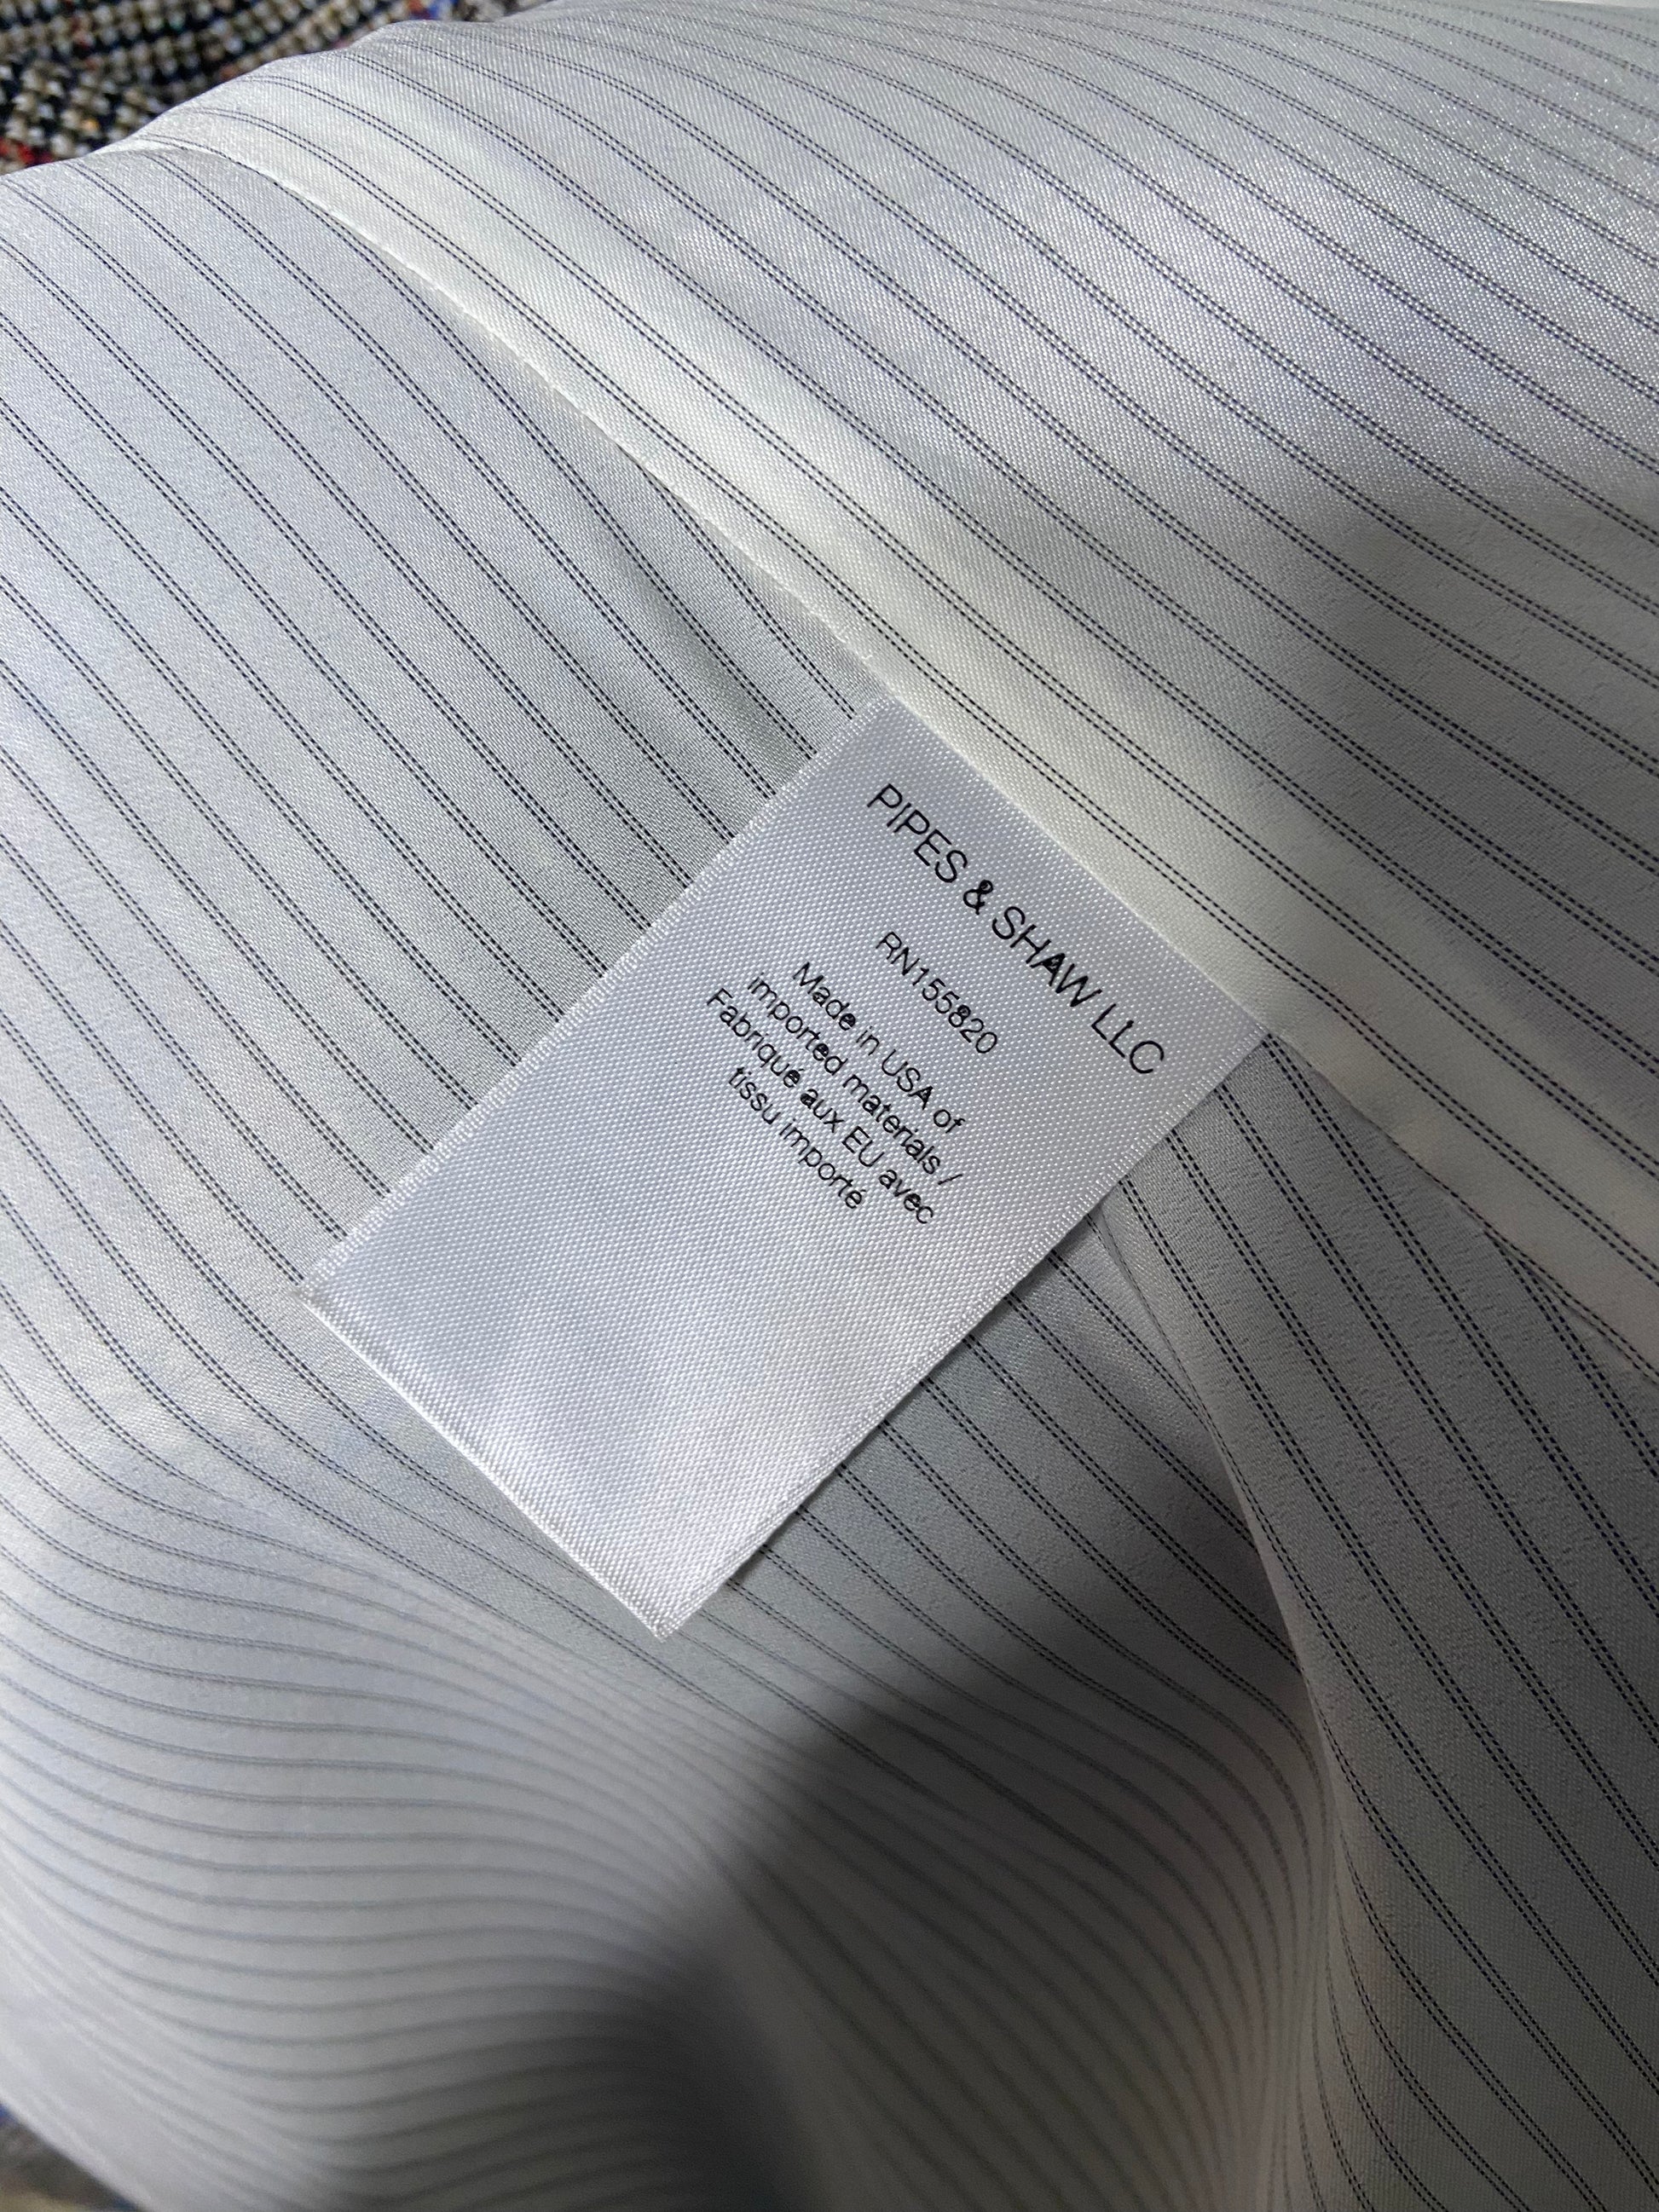 PIPES & SHAW LLC
RN155820
Made in USA of
imported materials /
Fabriqué aux EU avec
tissu importé